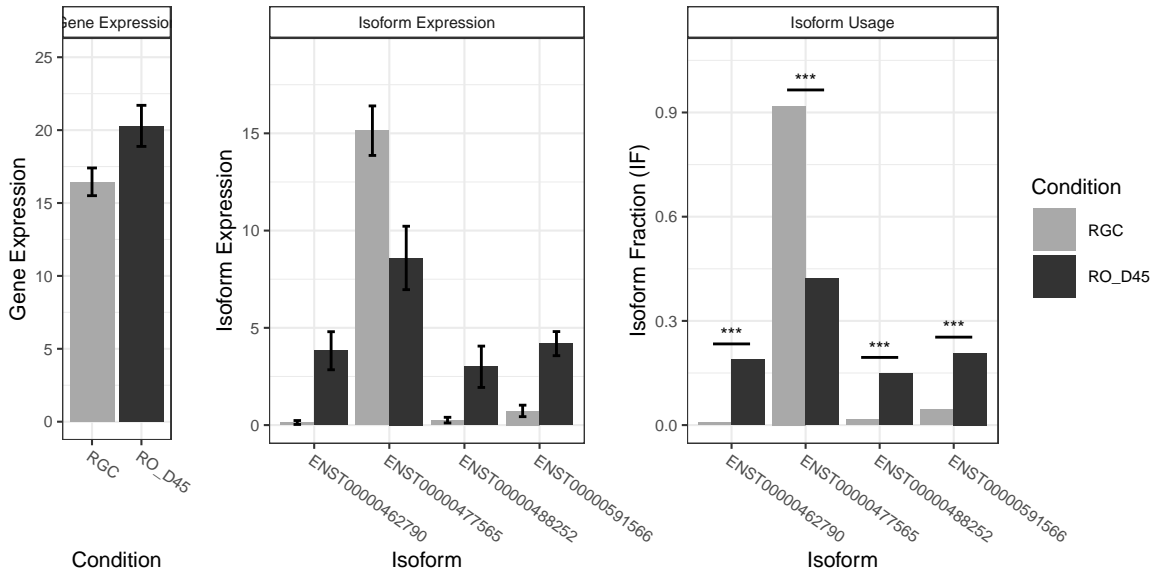 Gene Expression
Isoform Expression
Isoform Usage
Gene Expression
25
20
15
10
5
0
RGC
RO_D45
Condition
Isoform Expression
15
10
5
0
ENST00000462790
ENST00000477565
ENST00000488252
ENST00000591566
Isoform
Isoform Fraction (IF)
0.9
0.6
0.3
0.0
***
***
***
***
ENST00000462790
ENST00000477565
ENST00000488252
ENST00000591566
Isoform
Condition
RGC
RO_D45